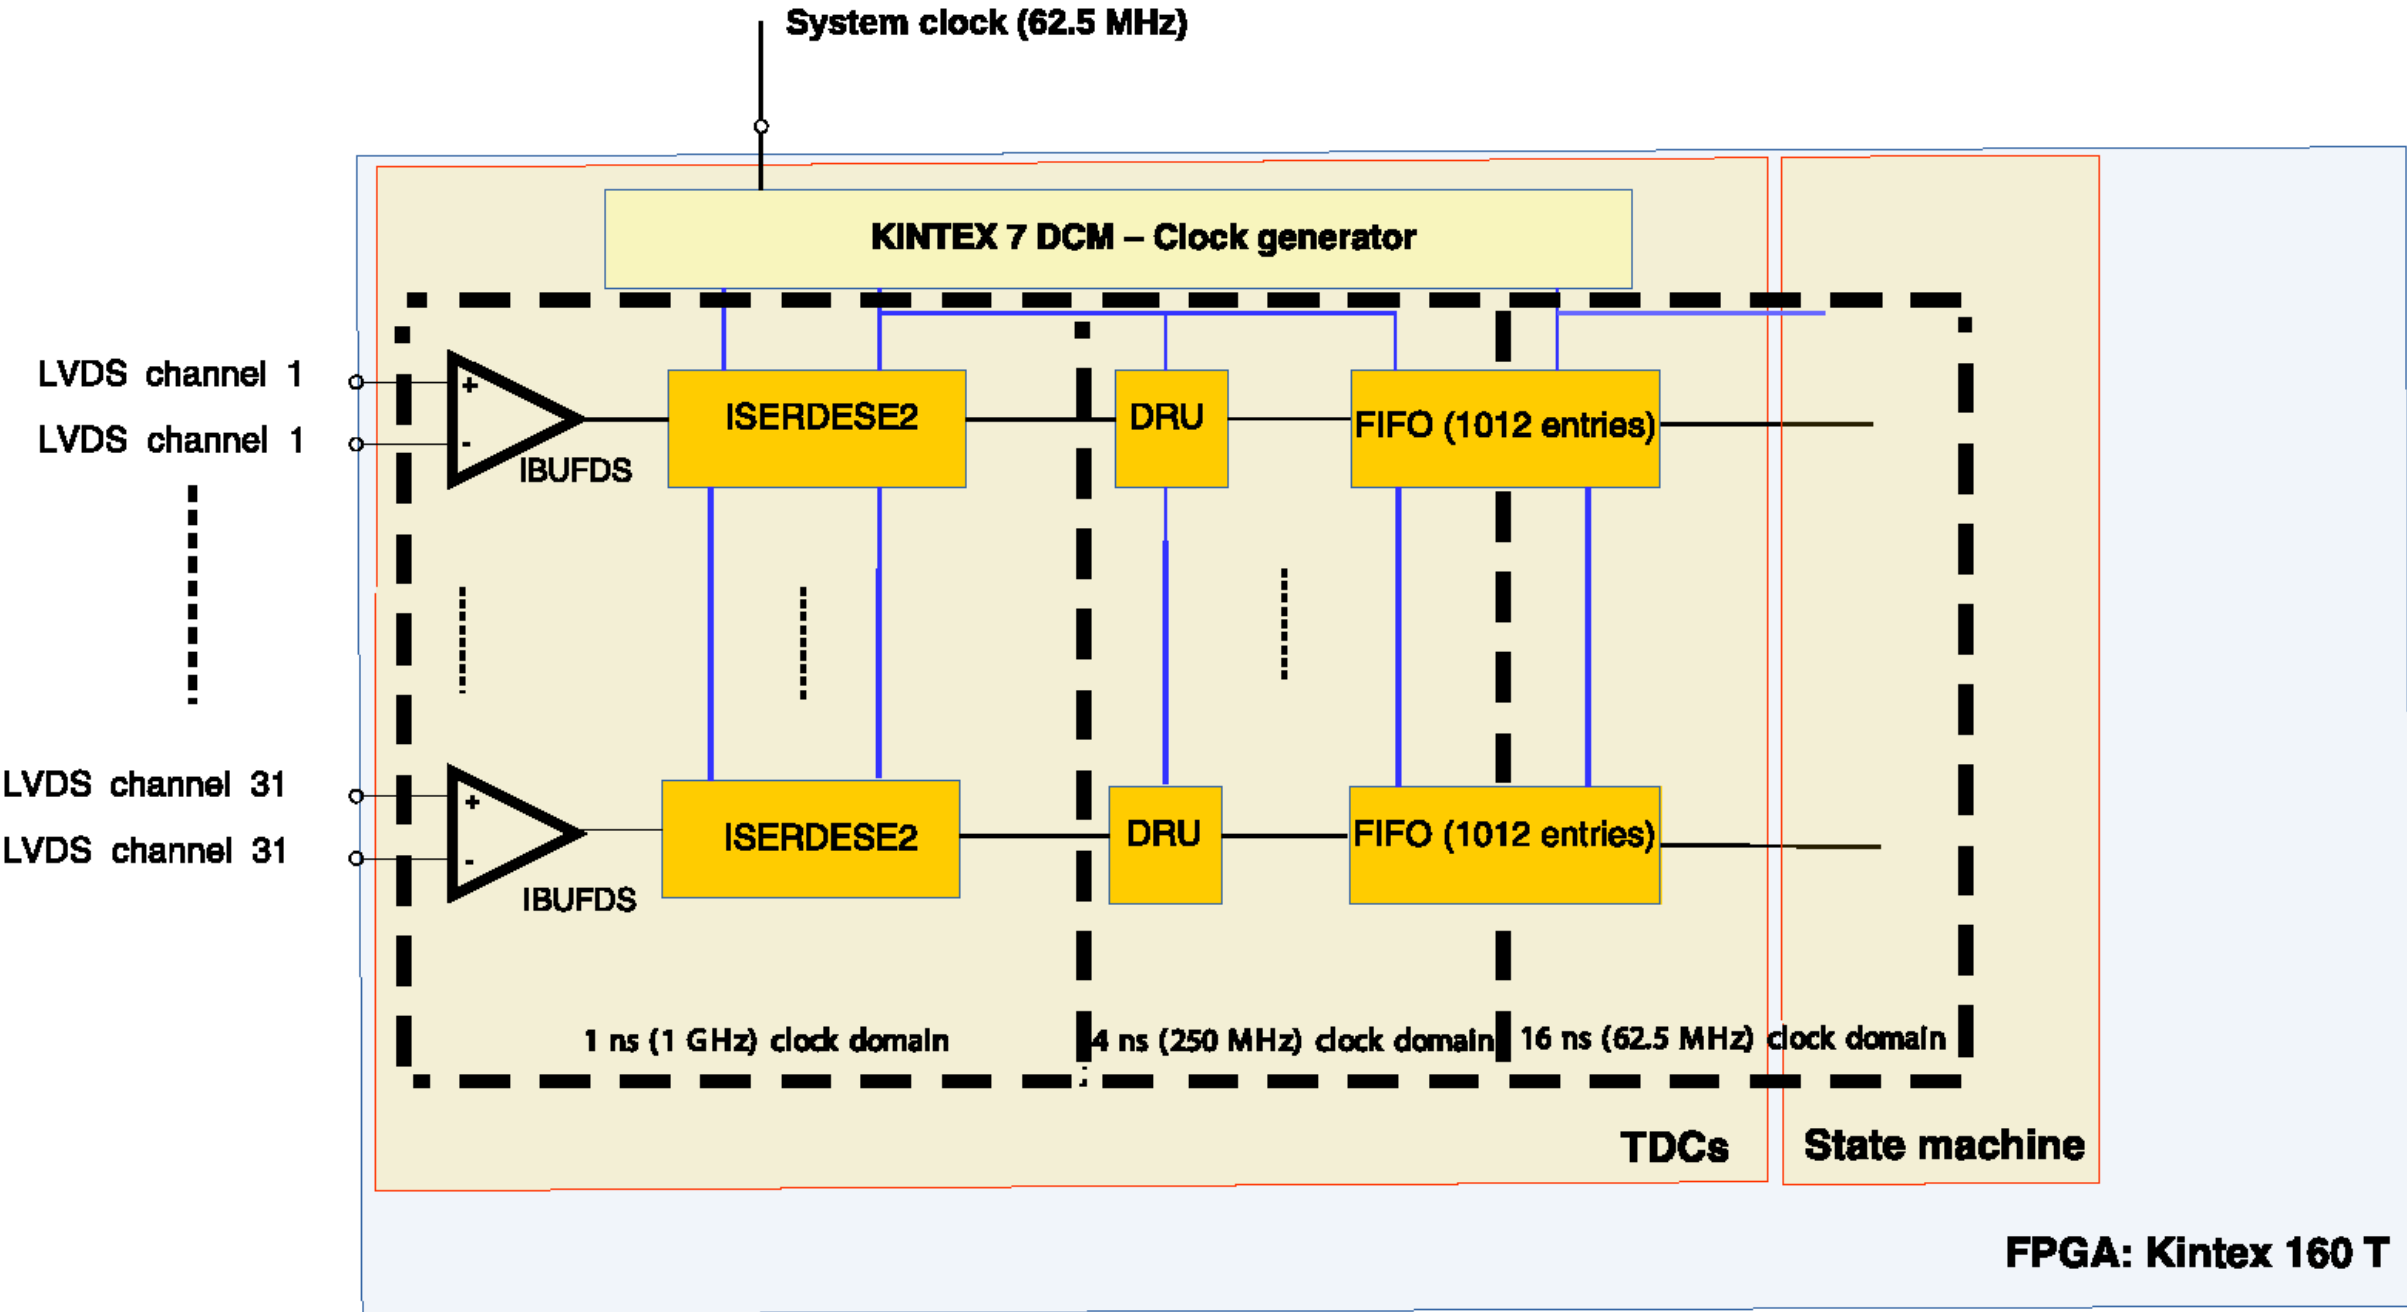 System clock (62.5 MHz)
KINTEX 7 DCM – Clock generator
LVDS channel 1
+
ISERDESE2
DRU
FIFO (1012 entries)
LVDS channel 1
-
IBUFDS
LVDS channel 31
+
ISERDESE2
DRU
FIFO (1012 entries)
LVDS channel 31
-
IBUFDS
1 ns (1 GHz) clock domain
4 ns (250 MHz) clock domain
16 ns (62.5 MHz) clock domain
TDCs
State machine
FPGA: Kintex 160 T